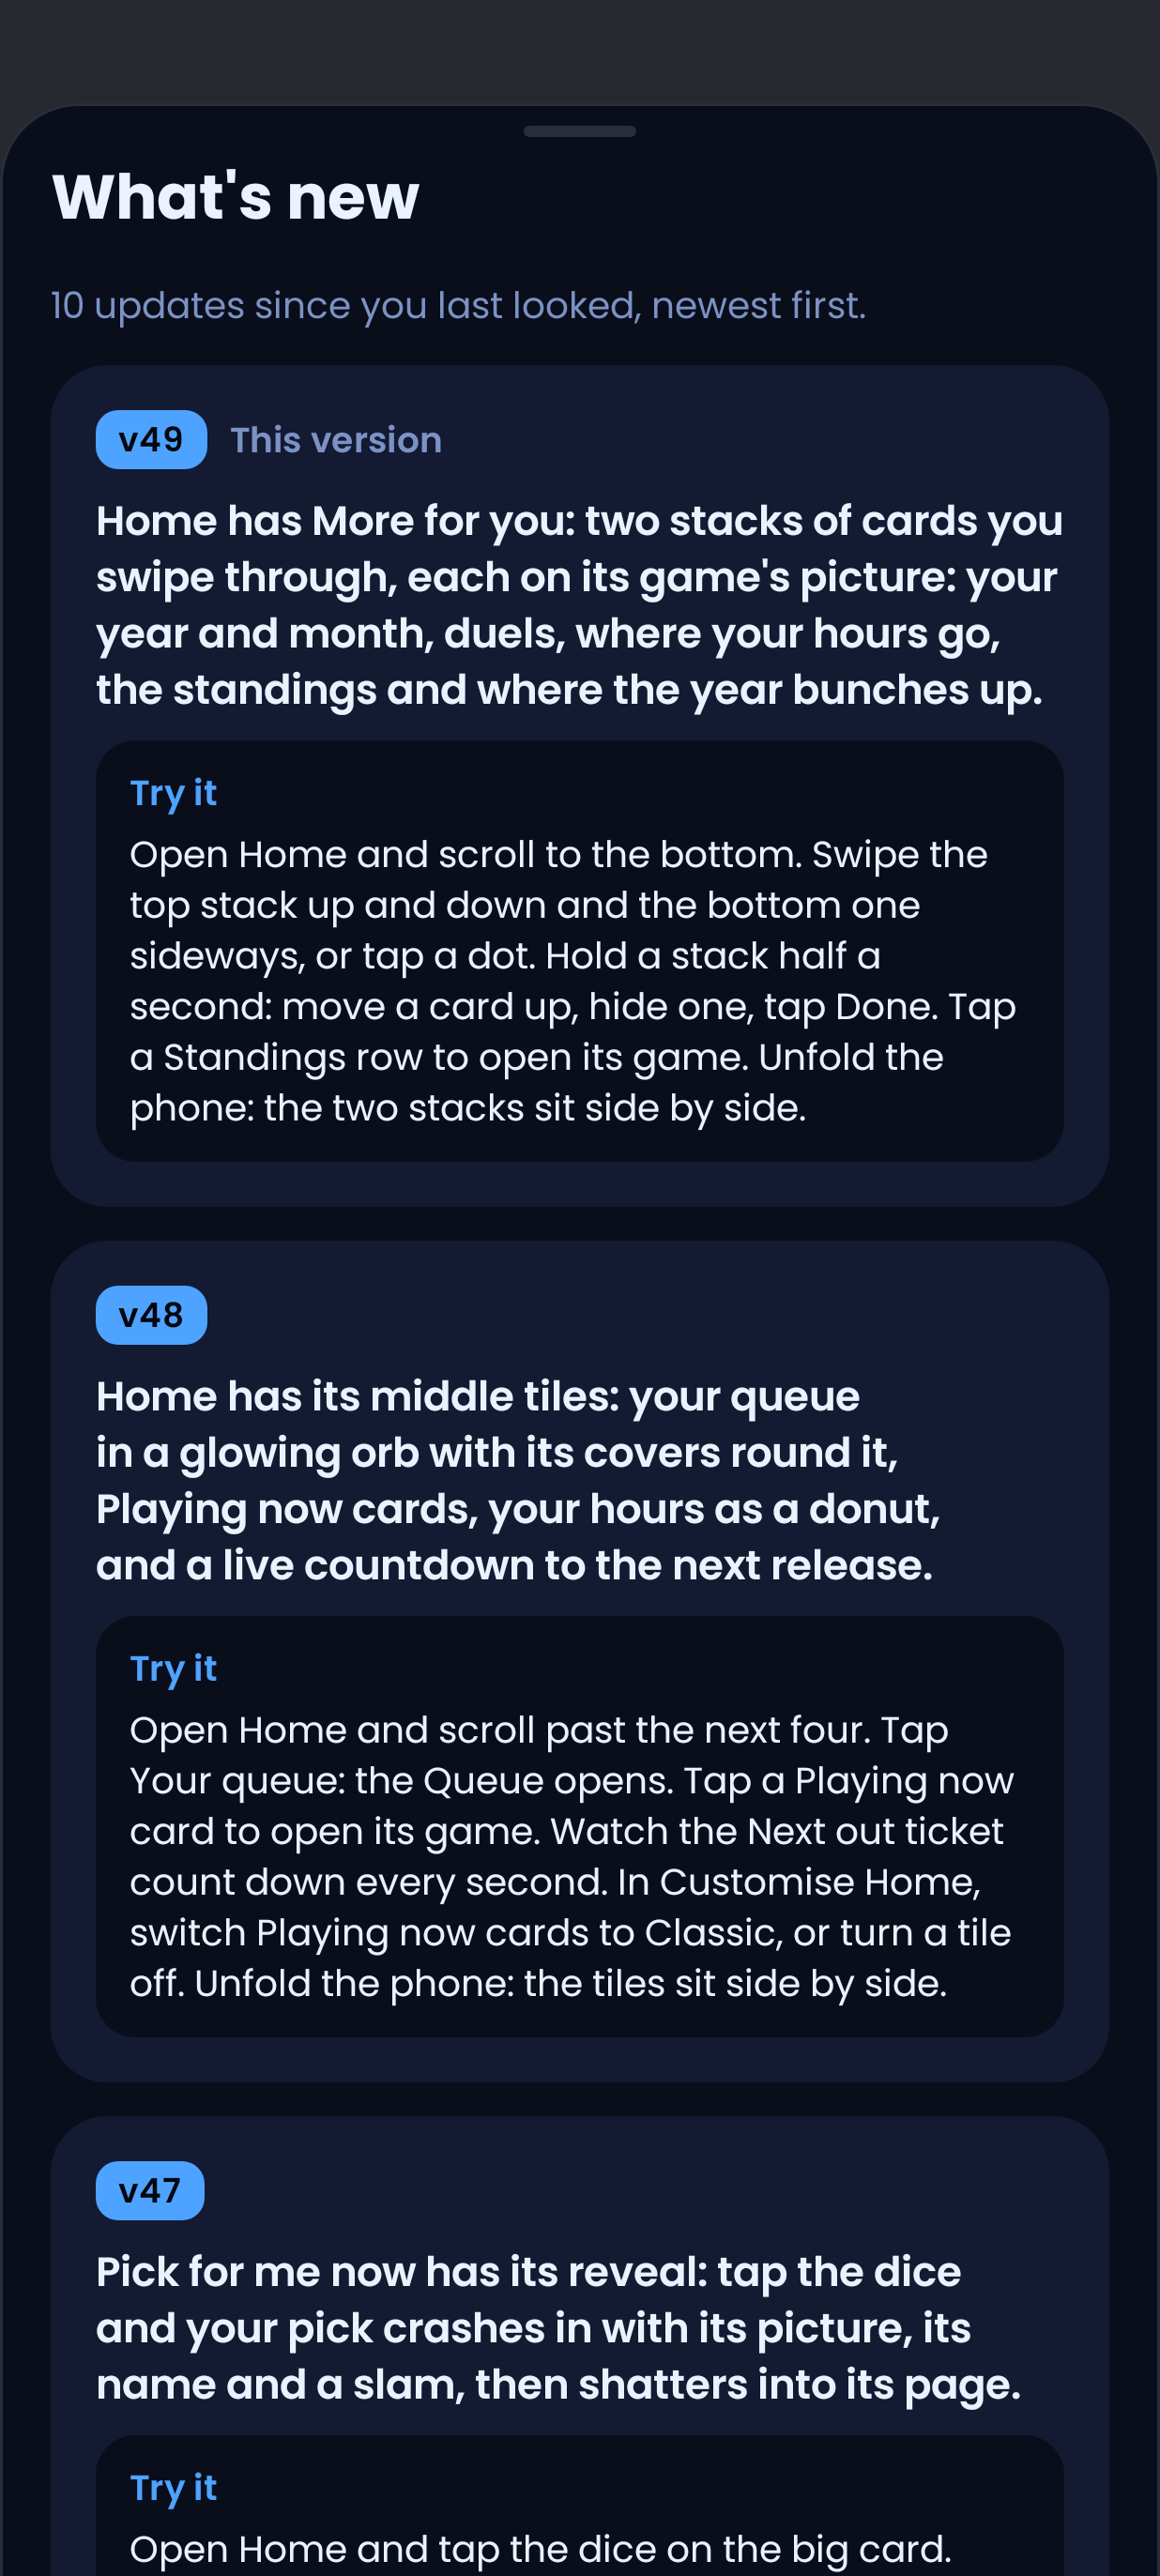 What's new
10 updates since you last looked, newest first.
v49 This version
Home has More for you: two stacks of cards you
swipe through, each on its game's picture: your
year and month, duels, where your hours go,
the standings and where the year bunches up.
Try it
Open Home and scroll to the bottom. Swipe the
top stack up and down and the bottom one
sideways, or tap a dot. Hold a stack half a
second: move a card up, hide one, tap Done. Tap
a Standings row to open its game. Unfold the
phone: the two stacks sit side by side.
v48
Home has its middle tiles: your queue
in a glowing orb with its covers round it,
Playing now cards, your hours as a donut,
and a live countdown to the next release.
Try it
Open Home and scroll past the next four. Tap
Your queue: the Queue opens. Tap a Playing now
card to open its game. Watch the Next out ticket
count down every second. In Customise Home,
switch Playing now cards to Classic, or turn a tile
off. Unfold the phone: the tiles sit side by side.
v47
Pick for me now has its reveal: tap the dice
and your pick crashes in with its picture, its
name and a slam, then shatters into its page.
Try it
Open Home and tap the dice on the big card.